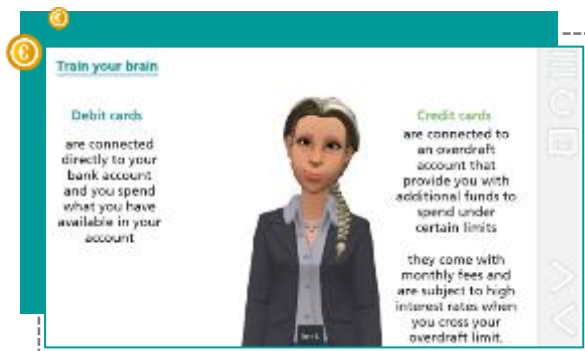 Train your brain
Debit cards
are connected
directly to your
bank account
and you spend
what you have
available in your
account
Credit cards
are connected to
an overdraft
account that
provide you with
additional funds to
spend under
certain limits
they come with
monthly fees and
are subject to high
interest rates when
you cross your
overdraft limit.